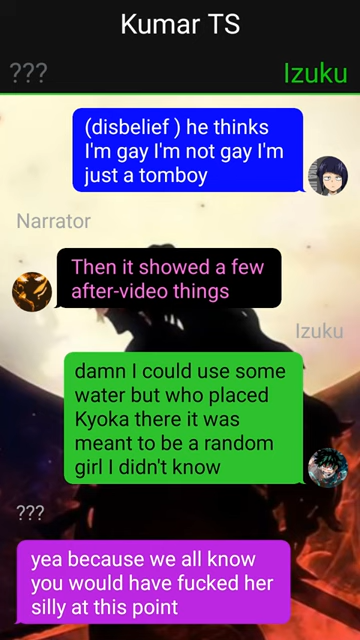 Kumar TS
???
Izuku
(disbelief ) he thinks
I'm gay I'm not gay I'm
just a tomboy
Narrator
Then it showed a few
after-video things
Izuku
damn I could use some
water but who placed
Kyoka there it was
meant to be a random
girl I didn't know
???
yea because we all know
you would have fucked her
silly at this point